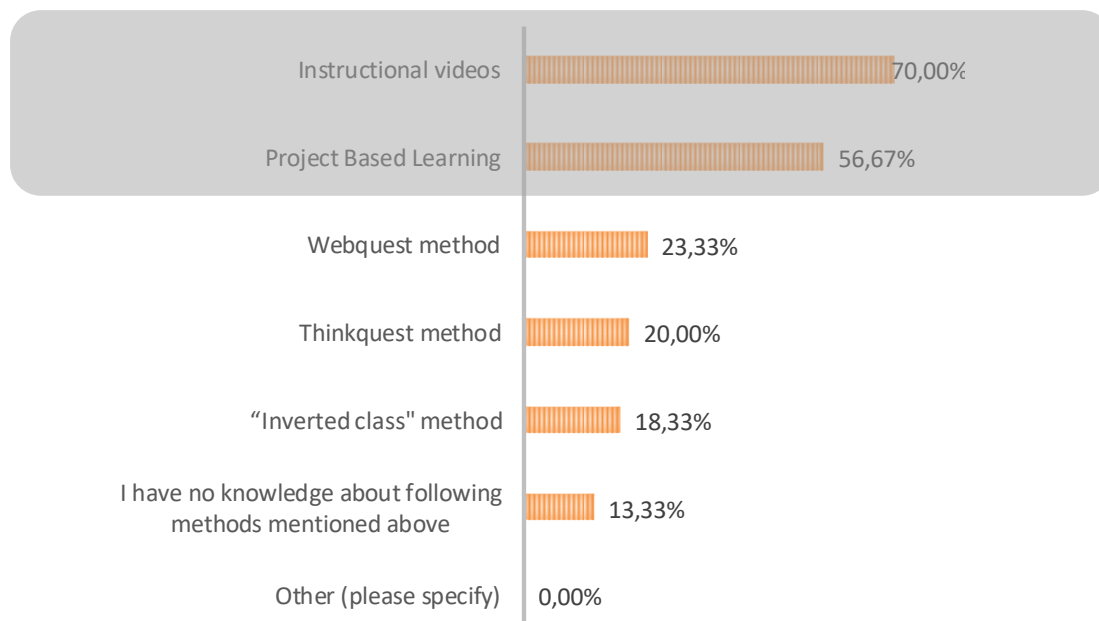 Instructional videos 70,00%
Project Based Learning 56,67%
Webquest method 23,33%
Thinkquest method 20,00%
“Inverted class" method 18,33%
I have no knowledge about following
methods mentioned above 13,33%
Other (please specify) 0,00%